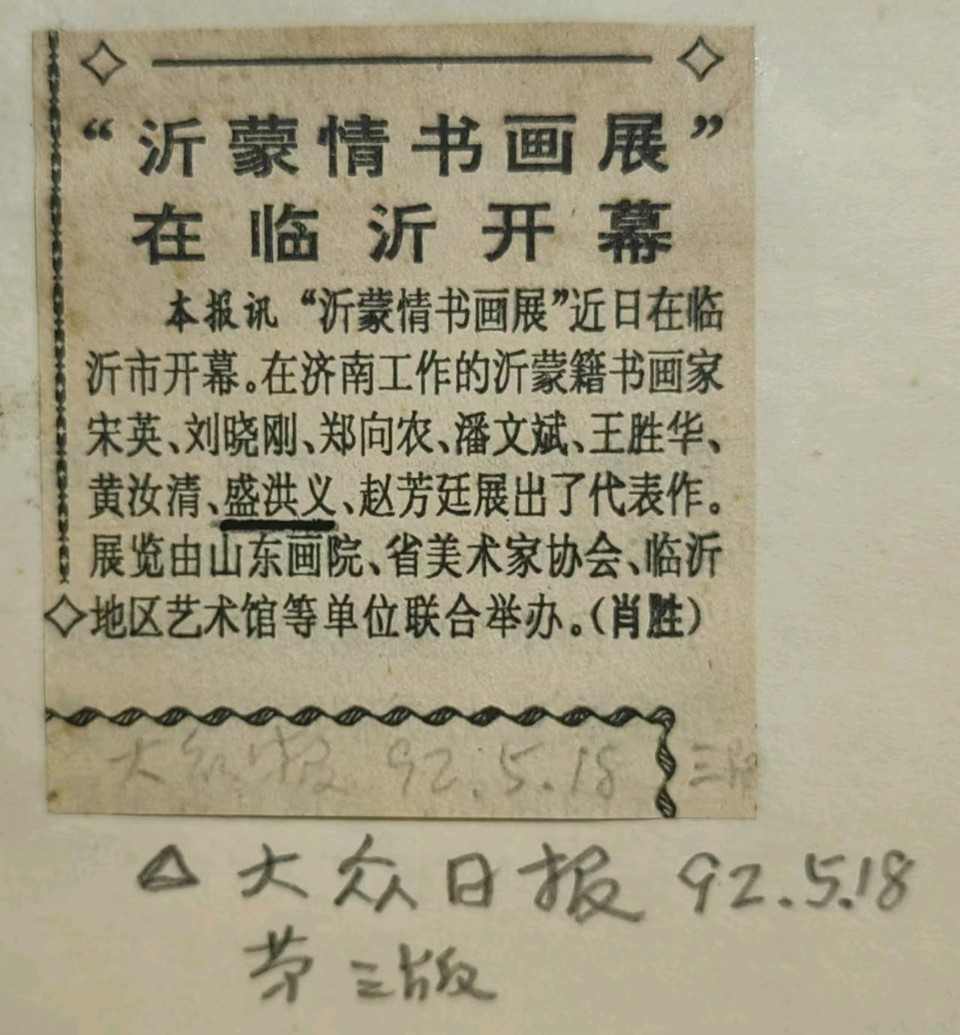 “沂蒙情书画展”
在临沂开幕
本报讯 “沂蒙情书画展”近日在临
沂市开幕。在济南工作的沂蒙籍书画家
宋英、刘晓刚、郑向农、潘文斌、王胜华、
黄汝清、盛洪义、赵芳廷展出了代表作。
展览由山东画院、省美术家协会、临沂
地区艺术馆等单位联合举办。(肖胜)
大众日报 92.5.18 三版
△ 大众日报 92.5.18
第三版